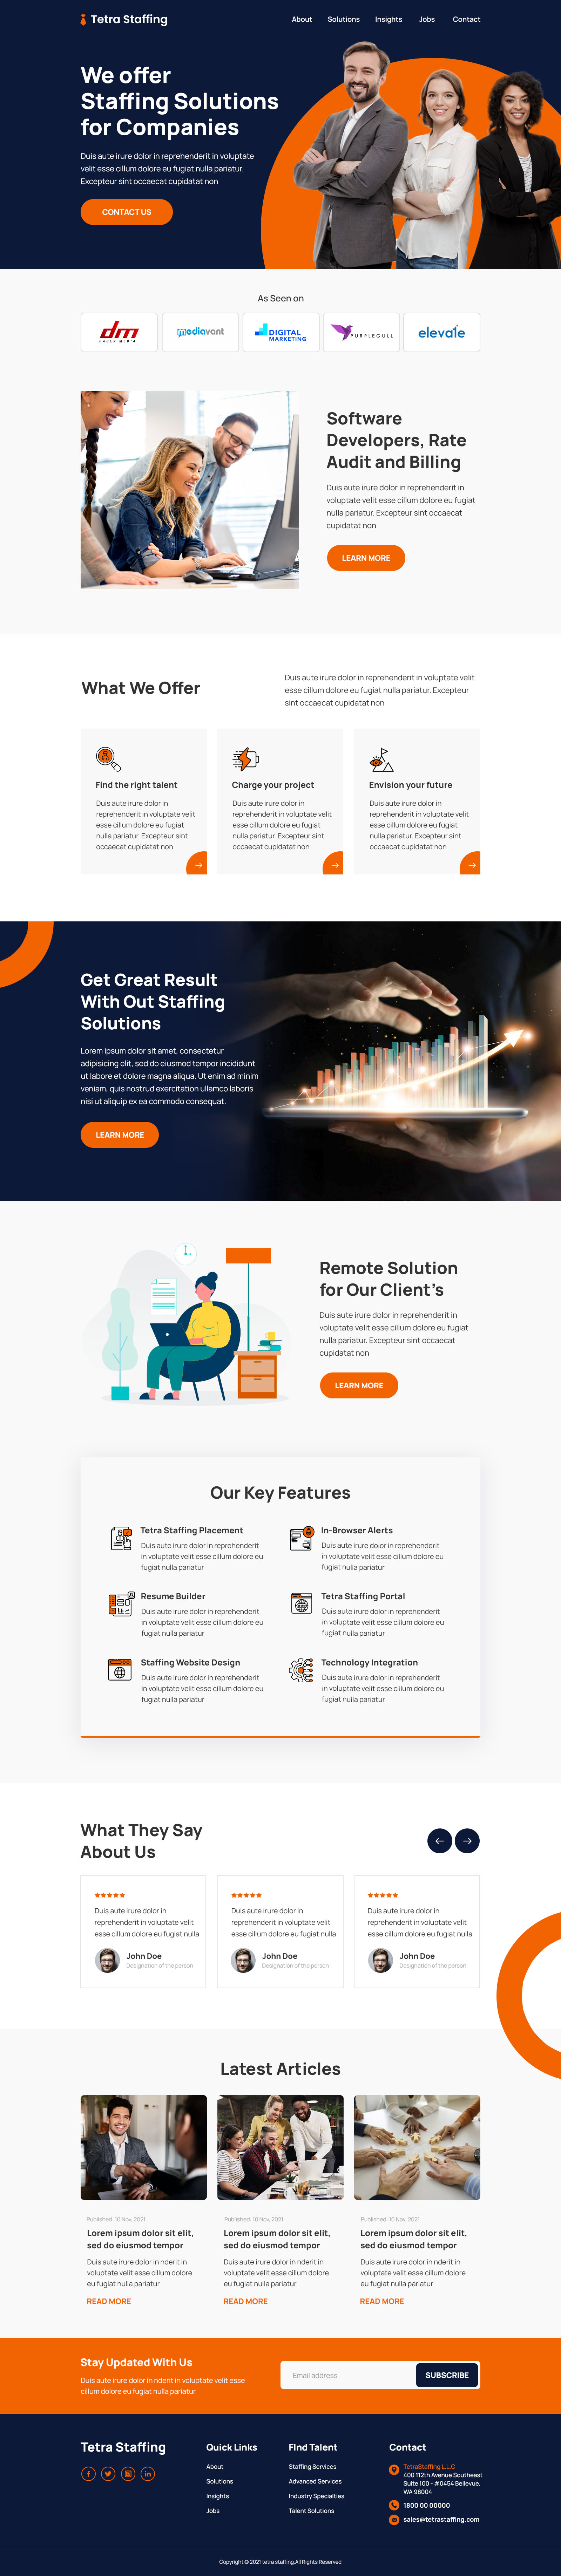 Tetra Staffing
About Solutions Insights Jobs Contact
We offer
Staffing Solutions
for Companies
Duis aute irure dolor in reprehenderit in voluptate
velit esse cillum dolore eu fugiat nulla pariatur.
Excepteur sint occaecat cupidatat non
CONTACT US
As Seen on
dm
HABER MEDIA
mediavant
DIGITAL
MARKETING
PURPLEGULL
elevate
Software
Developers, Rate
Audit and Billing
Duis aute irure dolor in reprehenderit in
voluptate velit esse cillum dolore eu fugiat
nulla pariatur. Excepteur sint occaecat
cupidatat non
LEARN MORE
What We Offer
Duis aute irure dolor in reprehenderit in voluptate velit
esse cillum dolore eu fugiat nulla pariatur. Excepteur
sint occaecat cupidatat non
Find the right talent
Duis aute irure dolor in
reprehenderit in voluptate velit
esse cillum dolore eu fugiat
nulla pariatur. Excepteur sint
occaecat cupidatat non
Charge your project
Duis aute irure dolor in
reprehenderit in voluptate velit
esse cillum dolore eu fugiat
nulla pariatur. Excepteur sint
occaecat cupidatat non
Envision your future
Duis aute irure dolor in
reprehenderit in voluptate velit
esse cillum dolore eu fugiat
nulla pariatur. Excepteur sint
occaecat cupidatat non
Get Great Result
With Out Staffing
Solutions
Lorem ipsum dolor sit amet, consectetur
adipisicing elit, sed do eiusmod tempor incididunt
ut labore et dolore magna aliqua. Ut enim ad minim
veniam, quis nostrud exercitation ullamco laboris
nisi ut aliquip ex ea commodo consequat.
LEARN MORE
Remote Solution
for Our Client's
Duis aute irure dolor in reprehenderit in
voluptate velit esse cillum dolore eu fugiat
nulla pariatur. Excepteur sint occaecat
cupidatat non
LEARN MORE
Our Key Features
Tetra Staffing Placement
Duis aute irure dolor in reprehenderit
in voluptate velit esse cillum dolore eu
fugiat nulla pariatur
In-Browser Alerts
Duis aute irure dolor in reprehenderit
in voluptate velit esse cillum dolore eu
fugiat nulla pariatur
Resume Builder
Duis aute irure dolor in reprehenderit
in voluptate velit esse cillum dolore eu
fugiat nulla pariatur
Tetra Staffing Portal
Duis aute irure dolor in reprehenderit
in voluptate velit esse cillum dolore eu
fugiat nulla pariatur
Staffing Website Design
Duis aute irure dolor in reprehenderit
in voluptate velit esse cillum dolore eu
fugiat nulla pariatur
Technology Integration
Duis aute irure dolor in reprehenderit
in voluptate velit esse cillum dolore eu
fugiat nulla pariatur
What They Say
About Us
Duis aute irure dolor in
reprehenderit in voluptate velit
esse cillum dolore eu fugiat nulla
John Doe
Designation of the person
Duis aute irure dolor in
reprehenderit in voluptate velit
esse cillum dolore eu fugiat nulla
John Doe
Designation of the person
Duis aute irure dolor in
reprehenderit in voluptate velit
esse cillum dolore eu fugiat nulla
John Doe
Designation of the person
Latest Articles
Published: 10 Nov, 2021
Lorem ipsum dolor sit elit,
sed do eiusmod tempor
Duis aute irure dolor in nderit in
voluptate velit esse cillum dolore
eu fugiat nulla pariatur
READ MORE
Published: 10 Nov, 2021
Lorem ipsum dolor sit elit,
sed do eiusmod tempor
Duis aute irure dolor in nderit in
voluptate velit esse cillum dolore
eu fugiat nulla pariatur
READ MORE
Published: 10 Nov, 2021
Lorem ipsum dolor sit elit,
sed do eiusmod tempor
Duis aute irure dolor in nderit in
voluptate velit esse cillum dolore
eu fugiat nulla pariatur
READ MORE
Stay Updated With Us
Duis aute irure dolor in nderit in voluptate velit esse
cillum dolore eu fugiat nulla pariatur
Email address
SUBSCRIBE
Tetra Staffing
Quick Links
About
Solutions
Insights
Jobs
FInd Talent
Staffing Services
Advanced Services
Industry Specialties
Talent Solutions
Contact
TetraStaffing L.L.C
400 112th Avenue Southeast
Suite 100 - #0454 Bellevue,
WA 98004
1800 00 00000
sales@tetrastaffing.com
Copyright © 2021 tetra staffing All Rights Reserved